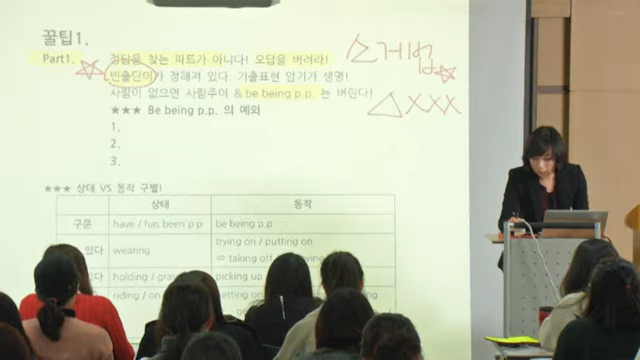 꿀팁1.
Part1. 정답을 찾는 파트가 아니다! 오답을 버려라!
소거법
빈출단어가 정해져 있다. 기출표현 암기가 생명!
사람이 없으면 사람주어 & be being p.p. 는 버린다!
△XXX
★★★ Be being p.p. 의 예외
1.
2.
3.
★★★ 상태 VS 동작 구별!
상태 동작
구문 have / has been p.p be being p.p
있다 wearing trying on / putting on
⇔ taking off
holding / picking up
riding / on